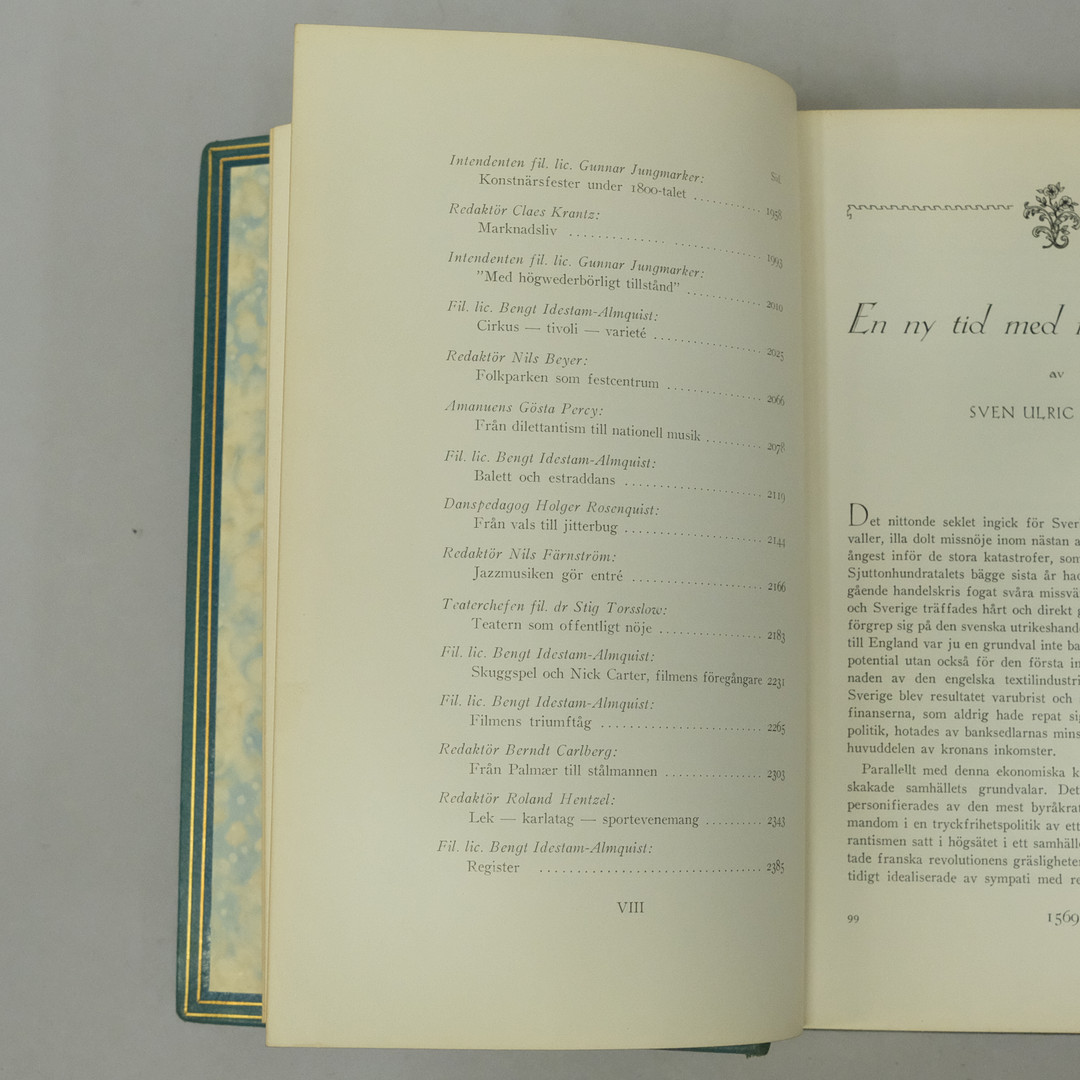 Sid.
Intendenten fil. lic. Gunnar Jungmarker:
Konstnärsfester under 1800-talet . . . . . . . . . . 1958
Redaktör Claes Krantz:
Marknadsliv . . . . . . . . . . . . . . . . . . . . . . . . . . 1993
Intendenten fil. lic. Gunnar Jungmarker:
"Med högwederbörligt tillstånd" . . . . . . . . . . . 2010
Fil. lic. Bengt Idestam-Almquist:
Cirkus — tivoli — varieté . . . . . . . . . . . . . . . . 2025
Redaktör Nils Beyer:
Folkparken som festcentrum . . . . . . . . . . . . . . 2066
Amanuens Gösta Percy:
Från dilettantism till nationell musik . . . . . . . . 2078
Fil. lic. Bengt Idestam-Almquist:
Balett och estraddans . . . . . . . . . . . . . . . . . . . . 2119
Danspedagog Holger Rosenquist:
Från vals till jitterbug . . . . . . . . . . . . . . . . . . . . 2144
Redaktör Nils Färnström:
Jazzmusiken gör entré . . . . . . . . . . . . . . . . . . . 2166
Teaterchefen fil. dr Stig Torsslow:
Teatern som offentligt nöje . . . . . . . . . . . . . . . 2183
Fil. lic. Bengt Idestam-Almquist:
Skuggspel och Nick Carter, filmens föregångare 2231
Fil. lic. Bengt Idestam-Almquist:
Filmens triumftåg . . . . . . . . . . . . . . . . . . . . . . . 2265
Redaktör Berndt Carlberg:
Från Palmær till stålmannen . . . . . . . . . . . . . . 2303
Redaktör Roland Hentzel:
Lek — karlatag — sportevenemang . . . . . . . . . . 2343
Fil. lic. Bengt Idestam-Almquist:
Register . . . . . . . . . . . . . . . . . . . . . . . . . . . . . . . 2385
VIII
En ny tid med
av
SVEN ULRIC
Det nittonde seklet ingick för Sver
valler, illa dolt missnöje inom nästan a
ångest inför de stora katastrofer, som
Sjuttonhundratalets bägge sista år had
gående handelskris fogat svåra missvä
och Sverige träffades hårt och direkt g
förgrep sig på den svenska utrikeshand
till England var ju en grundval inte ba
potential utan också för den första in
naden av den engelska textilindustri
Sverige blev resultatet varubrist och
finanserna, som aldrig hade repat sig
politik, hotades av banksedlarnas mins
huvuddelen av kronans inkomster.
Parallellt med denna ekonomiska k
skakade samhällets grundvalar. Det
personifierades av den mest byråkrat
mandom i en tryckfrihetspolitik av ett
rantismen satt i högsätet i ett samhälle
tade franska revolutionens gräsligheter
tidigt idealiserade av sympati med re
99 1569